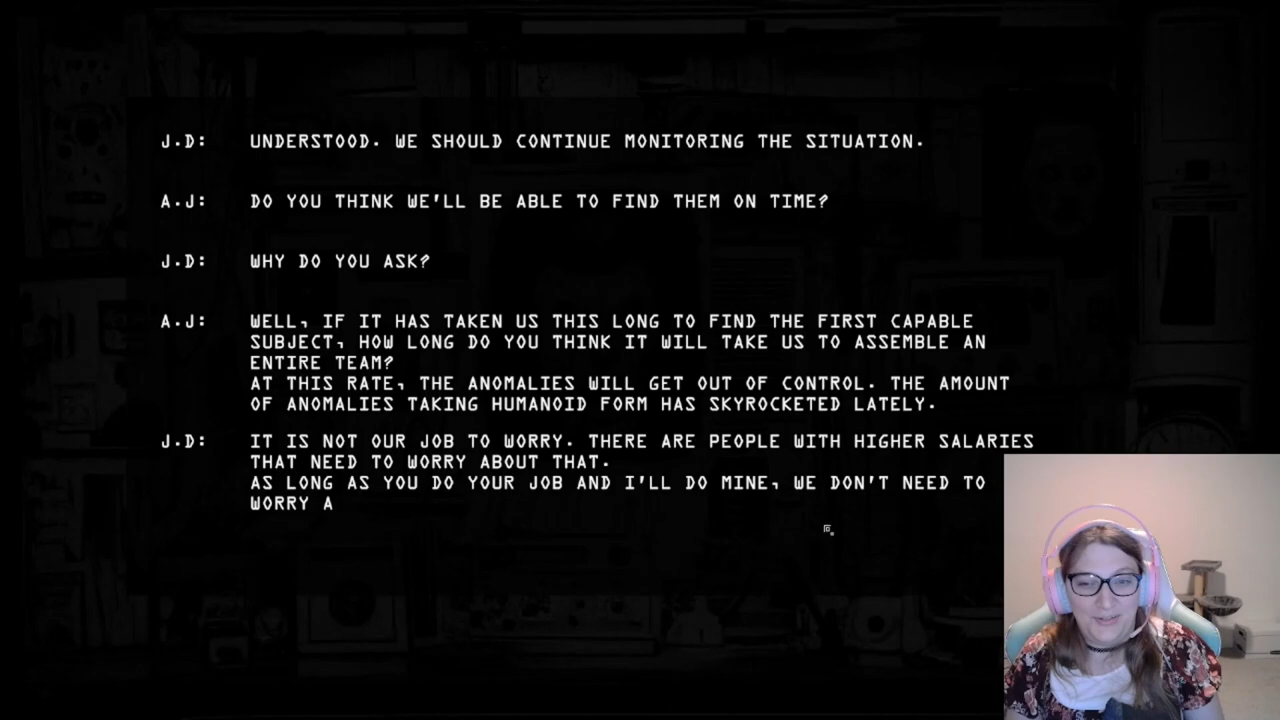 J.D: UNDERSTOOD. WE SHOULD CONTINUE MONITORING THE SITUATION.
A.J: DO YOU THINK WE'LL BE ABLE TO FIND THEM ON TIME?
J.D: WHY DO YOU ASK?
A.J: WELL, IF IT HAS TAKEN US THIS LONG TO FIND THE FIRST CAPABLE
SUBJECT, HOW LONG DO YOU THINK IT WILL TAKE US TO ASSEMBLE AN
ENTIRE TEAM?
AT THIS RATE, THE ANOMALIES WILL GET OUT OF CONTROL. THE AMOUNT
OF ANOMALIES TAKING HUMANOID FORM HAS SKYROCKETED LATELY.
J.D: IT IS NOT OUR JOB TO WORRY. THERE ARE PEOPLE WITH HIGHER SALARIES
THAT NEED TO WORRY ABOUT THAT.
AS LONG AS YOU DO YOUR JOB AND I'LL DO MINE, WE DON'T NEED TO
WORRY A